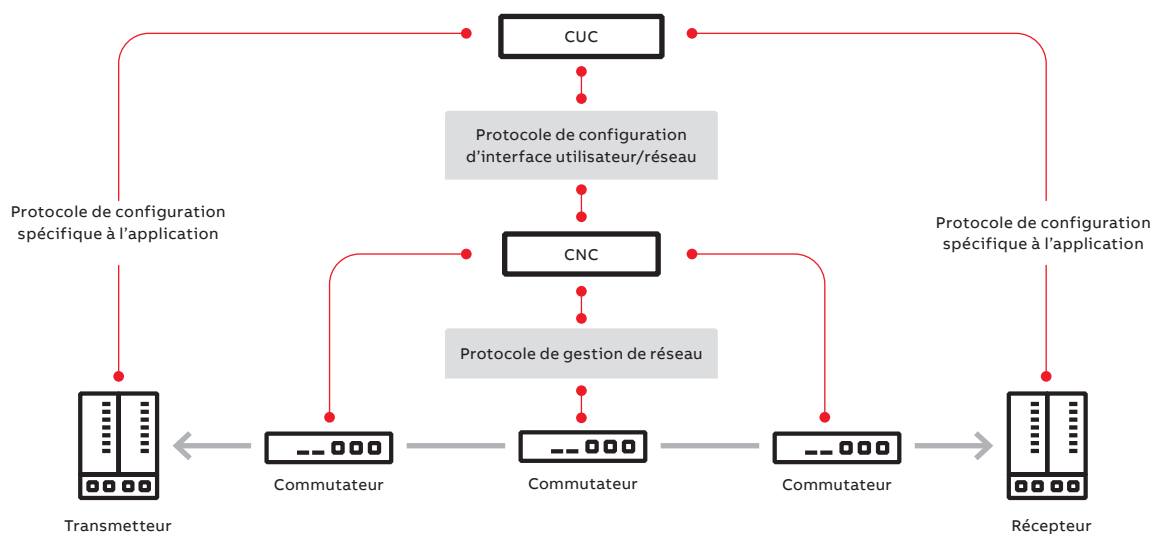 CUC
Protocole de configuration
d’interface utilisateur/réseau
Protocole de configuration
spécifique à l’application
Protocole de configuration
spécifique à l’application
CNC
Protocole de gestion de réseau
Commutateur
Commutateur
Commutateur
Transmetteur
Récepteur